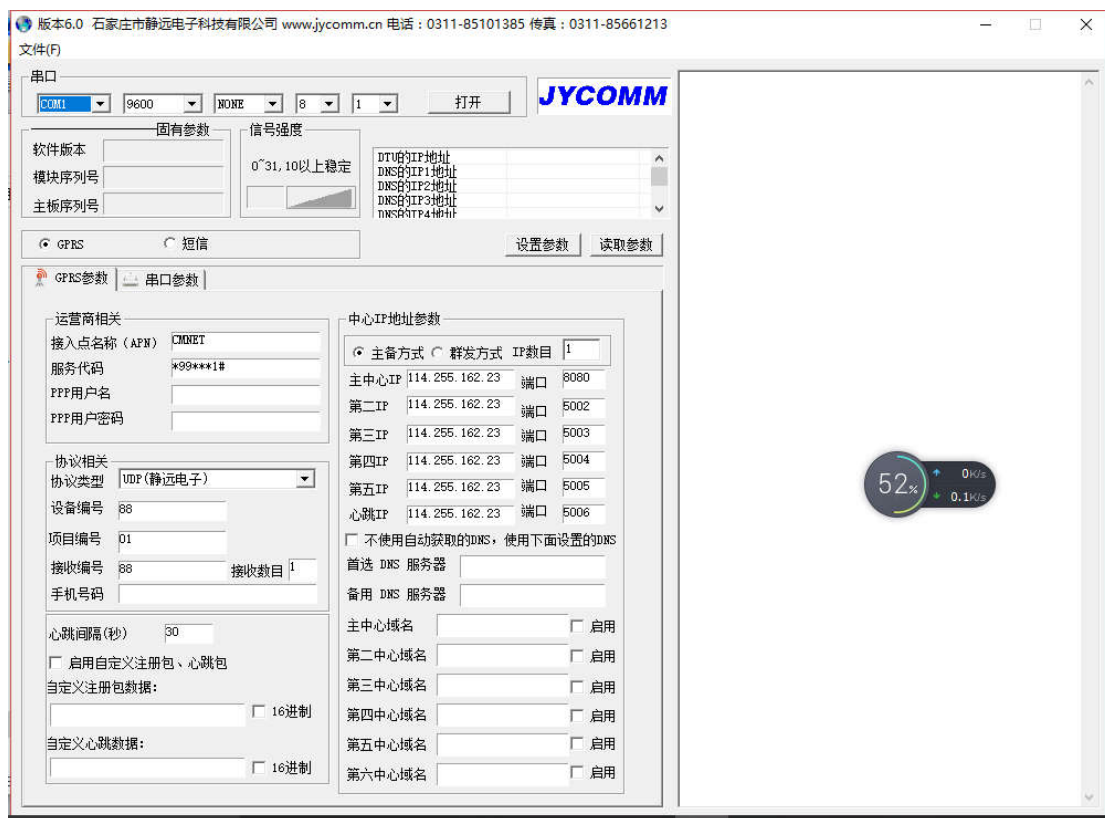 版本6.0 石家庄市静远电子科技有限公司 www.jycomm.cn 电话：0311-85101385 传真：0311-85661213
文件(F)
串口
COM1 9600 NONE 8 1 打开
JYCOMM
固有参数
软件版本
模块序列号
主板序列号
信号强度
0~31,10以上稳定
DTU的IP地址
DNS的IP1地址
DNS的IP2地址
DNS的IP3地址
DNS的IP4地址
GPRS 短信
设置参数 读取参数
GPRS参数 串口参数
运营商相关
接入点名称（APN） CMNET
服务代码 *99***1#
PPP用户名
PPP用户密码
协议相关
协议类型 UDP(静远电子)
设备编号 88
项目编号 01
接收编号 88 接收数目 1
手机号码
心跳间隔(秒) 30
启用自定义注册包、心跳包
自定义注册包数据:
16进制
自定义心跳数据:
16进制
中心IP地址参数
主备方式 群发方式 IP数目 1
主中心IP 114.255.162.23 端口 8080
第二IP 114.255.162.23 端口 5002
第三IP 114.255.162.23 端口 5003
第四IP 114.255.162.23 端口 5004
第五IP 114.255.162.23 端口 5005
心跳IP 114.255.162.23 端口 5006
不使用自动获取的DNS，使用下面设置的DNS
首选 DNS 服务器
备用 DNS 服务器
主中心域名 启用
第二中心域名 启用
第三中心域名 启用
第四中心域名 启用
第五中心域名 启用
第六中心域名 启用
52%
0K/s
0.1K/s